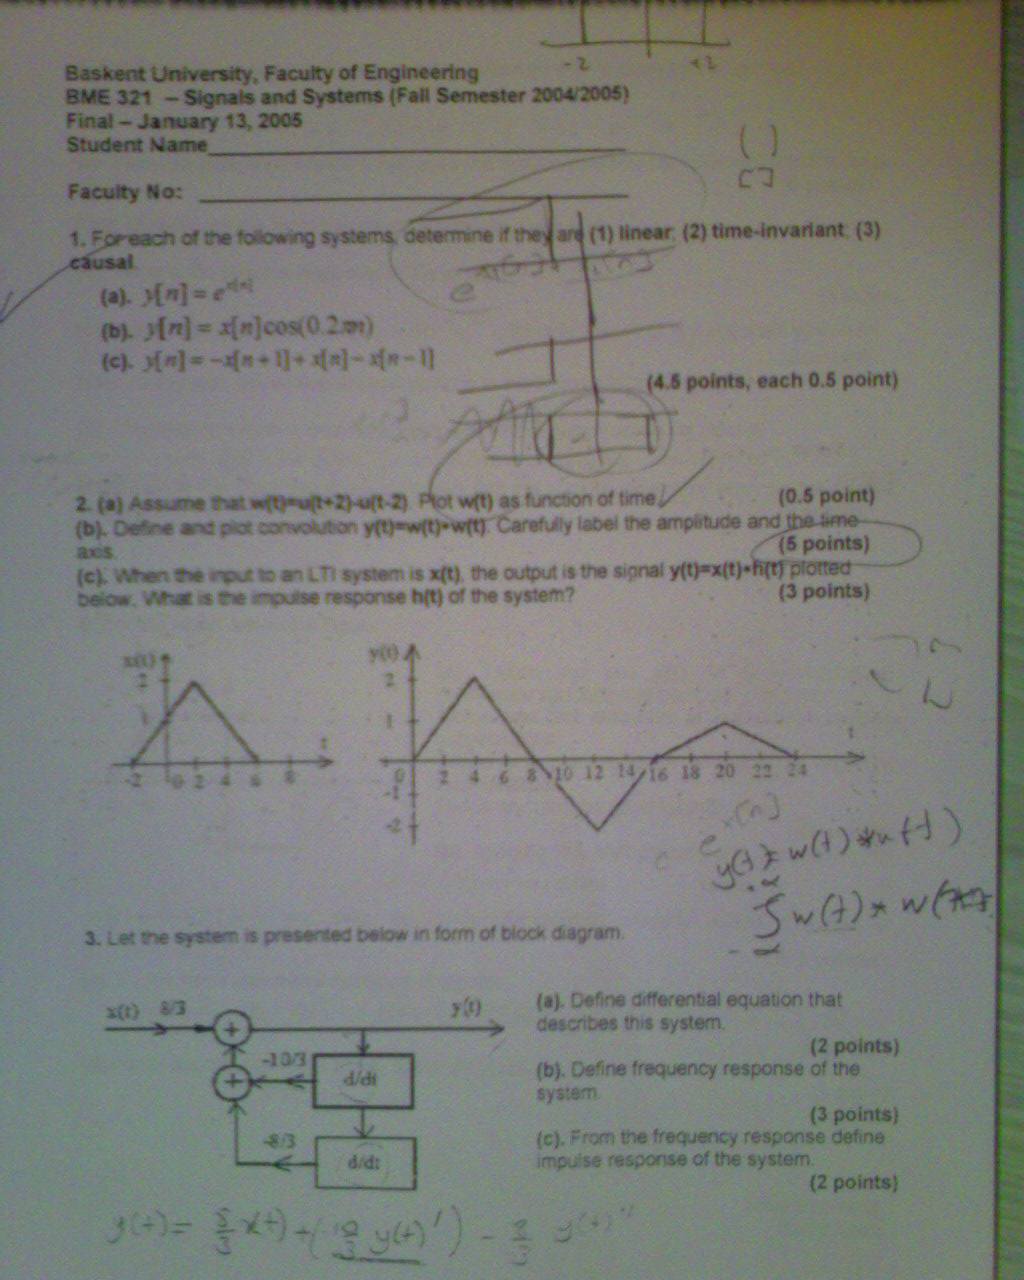 -2 +2
Baskent University, Faculty of Engineering
BME 321 – Signals and Systems (Fall Semester 2004/2005)
Final – January 13, 2005
Student Name
( )
[ ]
Faculty No:
1. For each of the following systems, determine if they are (1) linear; (2) time-invariant; (3)
causal.
(a). y[n] = e^{x[n]}
(b). y[n] = x[n]cos(0.2πn)
(c). y[n] = -x[n+1]+x[n]-x[n-1]
(4.5 points, each 0.5 point)
2. (a) Assume that w(t)=u(t+2)-u(t-2). Plot w(t) as function of time. (0.5 point)
(b). Define and plot convolution y(t)=w(t)*w(t). Carefully label the amplitude and the time
axis. (5 points)
(c). When the input to an LTI system is x(t), the output is the signal y(t)=x(t)*h(t) plotted
below. What is the impulse response h(t) of the system? (3 points)
x(t) y(t)
2 2
1 1
t t
-2 0 2 4 6 8 0 2 4 6 8 10 12 14 16 18 20 22 24
-1
-2
e^{x[n]}
y(t) = w(t) * w(t)
∫ w(t) * w(
3. Let the system is presented below in form of block diagram.
x(t) 8/3 y(t)
+
-10/3
+ d/dt
-8/3
d/dt
(a). Define differential equation that
describes this system.
(2 points)
(b). Define frequency response of the
system.
(3 points)
(c). From the frequency response define
impulse response of the system.
(2 points)
y(t) = 8/3 x(t) + ( 10/3 y(t)' ) - 8/3 y(t)''